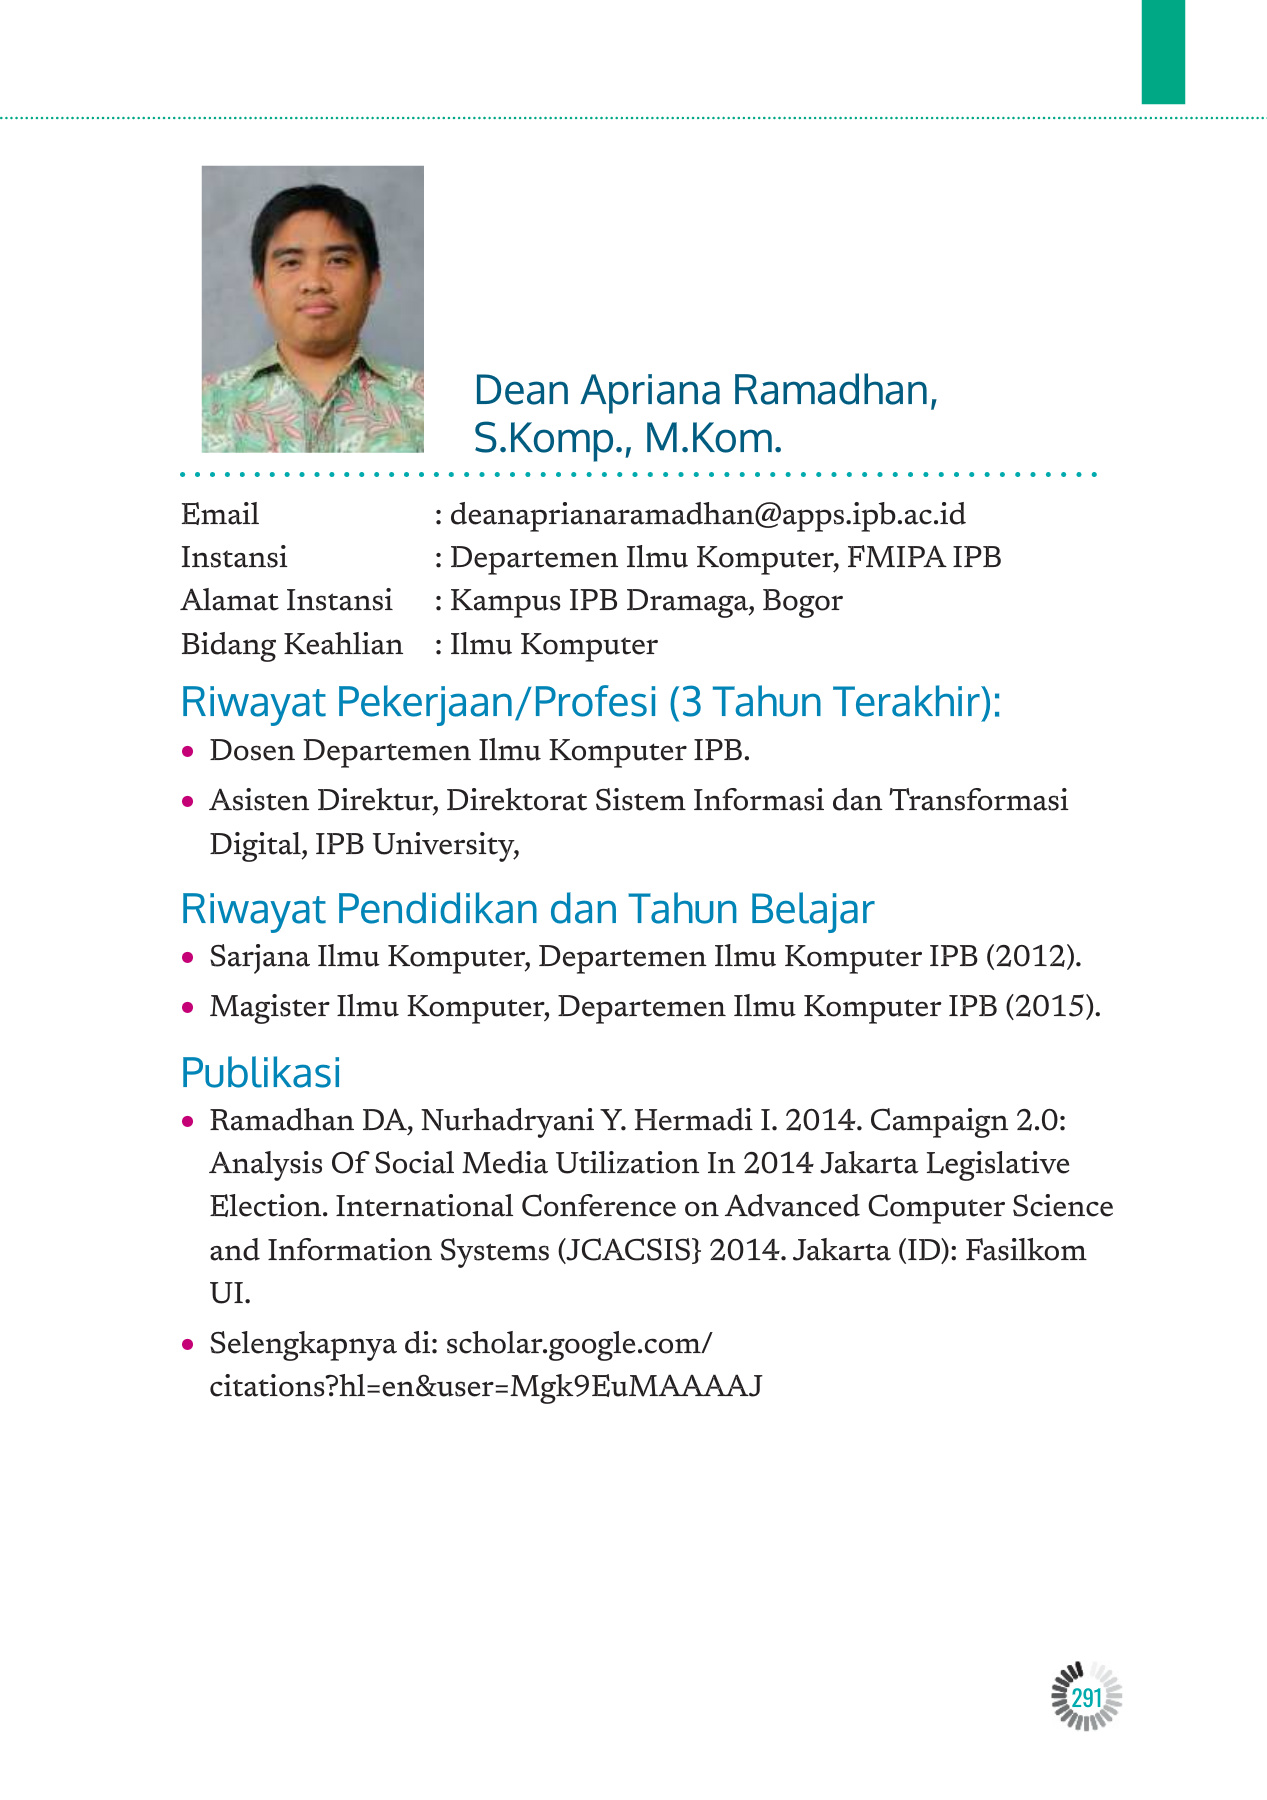 Dean Apriana Ramadhan,
S.Komp., M.Kom.
Email : deanaprianaramadhan@apps.ipb.ac.id
Instansi : Departemen Ilmu Komputer, FMIPA IPB
Alamat Instansi : Kampus IPB Dramaga, Bogor
Bidang Keahlian : Ilmu Komputer
Riwayat Pekerjaan/Profesi (3 Tahun Terakhir):
• Dosen Departemen Ilmu Komputer IPB.
• Asisten Direktur, Direktorat Sistem Informasi dan Transformasi
Digital, IPB University,
Riwayat Pendidikan dan Tahun Belajar
• Sarjana Ilmu Komputer, Departemen Ilmu Komputer IPB (2012).
• Magister Ilmu Komputer, Departemen Ilmu Komputer IPB (2015).
Publikasi
• Ramadhan DA, Nurhadryani Y. Hermadi I. 2014. Campaign 2.0:
Analysis Of Social Media Utilization In 2014 Jakarta Legislative
Election. International Conference on Advanced Computer Science
and Information Systems (JCACSIS} 2014. Jakarta (ID): Fasilkom
UI.
• Selengkapnya di: scholar.google.com/
citations?hl=en&user=Mgk9EuMAAAAJ
291